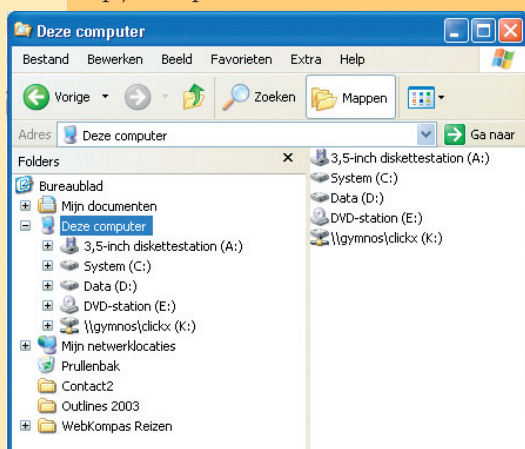 Deze computer
Bestand Bewerken Beeld Favorieten Extra Help
Vorige Zoeken Mappen
Adres Deze computer Ga naar
Folders
Bureaublad
Mijn documenten
Deze computer
3,5-inch diskettestation (A:)
System (C:)
Data (D:)
DVD-station (E:)
\\gymnos\clickx (K:)
Mijn netwerklocaties
Prullenbak
Contact2
Outlines 2003
WebKompas Reizen
3,5-inch diskettestation (A:)
System (C:)
Data (D:)
DVD-station (E:)
\\gymnos\clickx (K:)